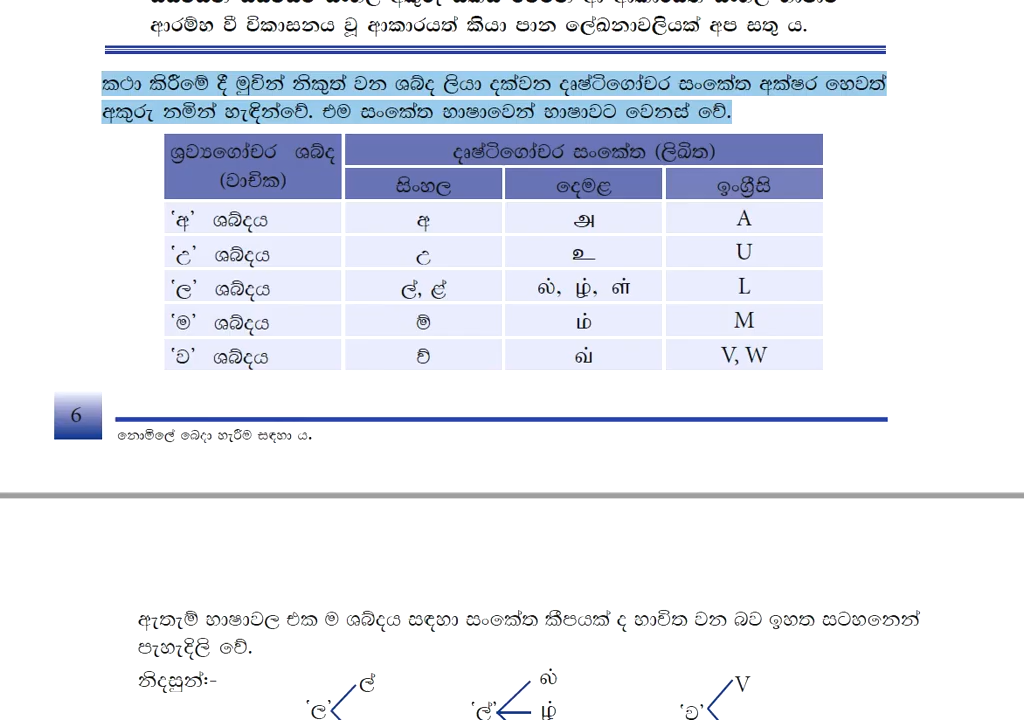 ආරම්භ වී විකාසනය වූ ආකාරයත් කියා පාන ලේඛනාවලියක් අප සතු ය.
කථා කිරීමේ දී මුවින් නිකුත් වන ශබ්ද ලියා දක්වන දෘෂ්ටිගෝචර සංකේත අක්ෂර හෙවත්
අකුරු නමින් හැඳින්වේ. එම සංකේත භාෂාවෙන් භාෂාවට වෙනස් වේ.
ශ්‍රව්‍යගෝචර ශබ්ද (වාචික) දෘෂ්ටිගෝචර සංකේත (ලිඛිත)
සිංහල දෙමළ ඉංග්‍රීසි
'අ' ශබ්දය අ அ A
'උ' ශබ්දය උ உ U
'ල' ශබ්දය ල්, ළ් ல், ழ், ள் L
'ම' ශබ්දය ම් ம் M
'ව' ශබ්දය ව් வ் V, W
6
නොමිලේ බෙදා හැරීම සඳහා ය.
ඇතැම් භාෂාවල එක ම ශබ්දය සඳහා සංකේත කීපයක් ද භාවිත වන බව ඉහත සටහනෙන්
පැහැදිලි වේ.
නිදසුන්:-
ල් ல் V
'ල' 'ල්' ழ் 'ව'